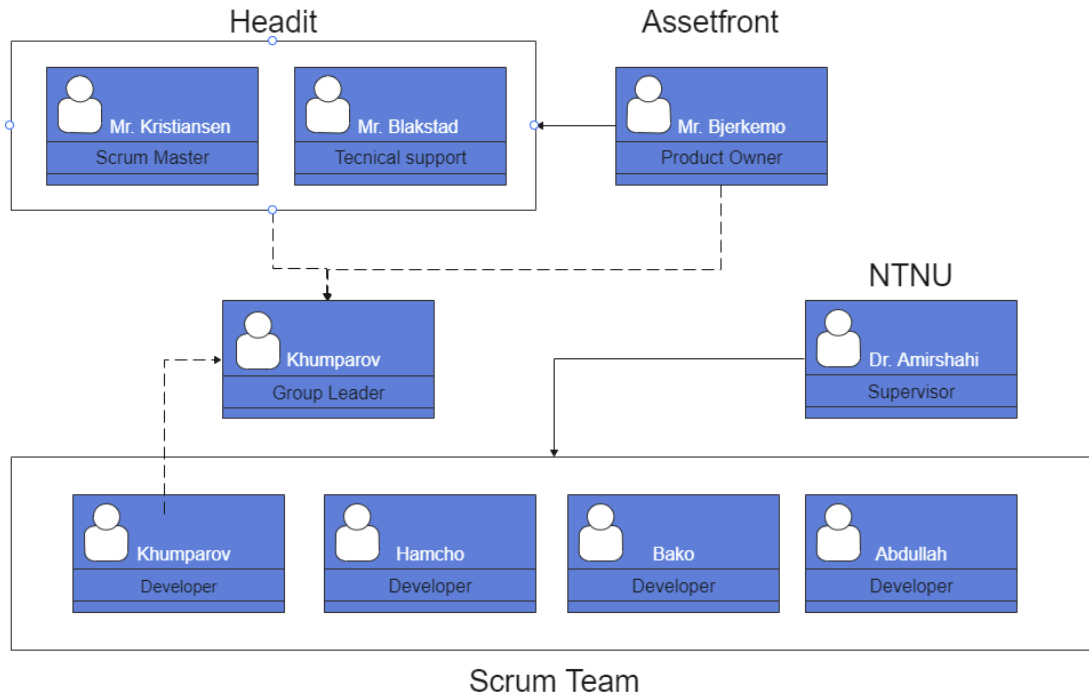 Headit
Assetfront
Mr. Kristiansen
Scrum Master
Mr. Blakstad
Tecnical support
Mr. Bjerkemo
Product Owner
NTNU
Khumparov
Group Leader
Dr. Amirshahi
Supervisor
Khumparov
Developer
Hamcho
Developer
Bako
Developer
Abdullah
Developer
Scrum Team